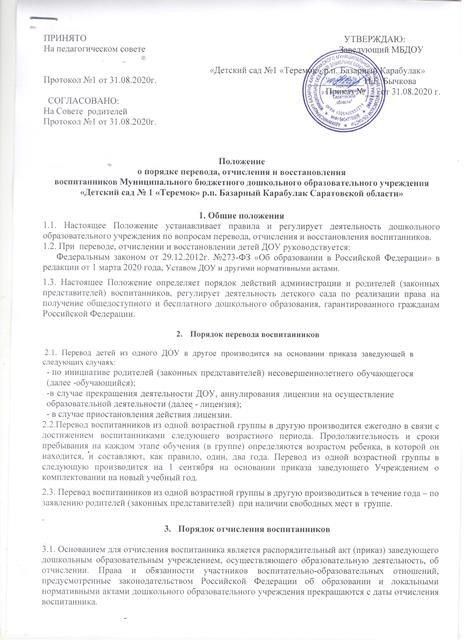 ПРИНЯТО УТВЕРЖДАЮ:
На педагогическом совете Заведующий МБДОУ
«Детский сад №1 «Теремок» р.п. Базарный Карабулак»
Протокол №1 от 31.08.2020г. Бычкова
Приказ № от 31.08 2020 г.
СОГЛАСОВАНО:
На Совете родителей
Протокол №1 от 31.08.2020г.
Положение
о порядке перевода, отчисления и восстановления
воспитанников Муниципального бюджетного дошкольного образовательного учреждения
«Детский сад № 1 «Теремок» р.п. Базарный Карабулак Саратовской области»
1. Общие положения
1.1. Настоящее Положение устанавливает правила и регулирует деятельность дошкольного
образовательного учреждения по вопросам перевода, отчисления и восстановления воспитанников.
1.2. При переводе, отчислении и восстановлении детей ДОУ руководствуется:
Федеральным законом от 29.12.2012г. №273-ФЗ «Об образовании в Российской Федерации» в
редакции от 1 марта 2020 года, Уставом ДОУ и другими нормативными актами.
1.3. Настоящее Положение определяет порядок действий администрации и родителей (законных
представителей) воспитанников, регулирует деятельность детского сада по реализации права на
получение общедоступного и бесплатного дошкольного образования, гарантированного гражданам
Российской Федерации.
2. Порядок перевода воспитанников
2.1. Перевод детей из одного ДОУ в другое производится на основании приказа заведующей в
следующих случаях:
- по инициативе родителей (законных представителей) несовершеннолетнего обучающегося
(далее -обучающийся);
-в случае прекращения деятельности ДОУ, аннулирования лицензии на осуществление
образовательной деятельности (далее - лицензия);
- в случае приостановления действия лицензии.
2.2.Перевод воспитанников из одной возрастной группы в другую производится ежегодно в связи с
достижением воспитанниками следующего возрастного периода. Продолжительность и сроки
пребывания на каждом этапе обучения (в группе) определяются возрастом ребенка, в которой он
находится, и составляют, как правило, один, два года. Перевод из одной возрастной группы в
следующую производится на 1 сентября на основании приказа заведующего Учреждением о
комплектовании на новый учебный год.
2.3. Перевод воспитанников из одной возрастной группы в другую производиться в течение года – по
заявлению родителей (законных представителей) при наличии свободных мест в группе.
3. Порядок отчисления воспитанников
3.1. Основанием для отчисления воспитанника является распорядительный акт (приказ) заведующего
дошкольным образовательным учреждением, осуществляющего образовательную деятельность, об
отчислении. Права и обязанности участников воспитательно-образовательных отношений,
предусмотренные законодательством Российской Федерации об образовании и локальными
нормативными актами дошкольного образовательного учреждения прекращаются с даты отчисления
воспитанника.